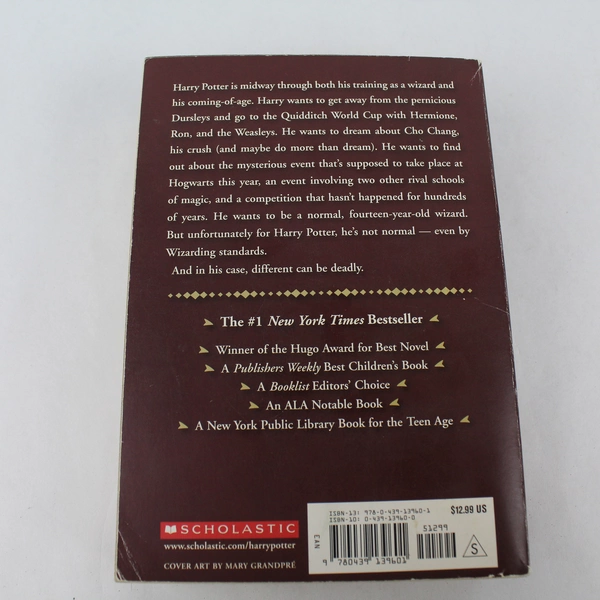 Harry Potter is midway through both his training as a wizard and
his coming-of-age. Harry wants to get away from the pernicious
Dursleys and go to the Quidditch World Cup with Hermione,
Ron, and the Weasleys. He wants to dream about Cho Chang,
his crush (and maybe do more than dream). He wants to find
out about the mysterious event that's supposed to take place at
Hogwarts this year, an event involving two other rival schools
of magic, and a competition that hasn't happened for hundreds
of years. He wants to be a normal, fourteen-year-old wizard.
But unfortunately for Harry Potter, he's not normal — even by
Wizarding standards.
And in his case, different can be deadly.
The #1 New York Times Bestseller
Winner of the Hugo Award for Best Novel
A Publishers Weekly Best Children's Book
A Booklist Editors' Choice
An ALA Notable Book
A New York Public Library Book for the Teen Age
SCHOLASTIC
www.scholastic.com/harrypotter
COVER ART BY MARY GRANDPRÉ
ISBN-13: 978-0-439-13960-1
ISBN-10: 0-439-13960-0
$12.99 US
51299
EAN
9 780439 139601
S